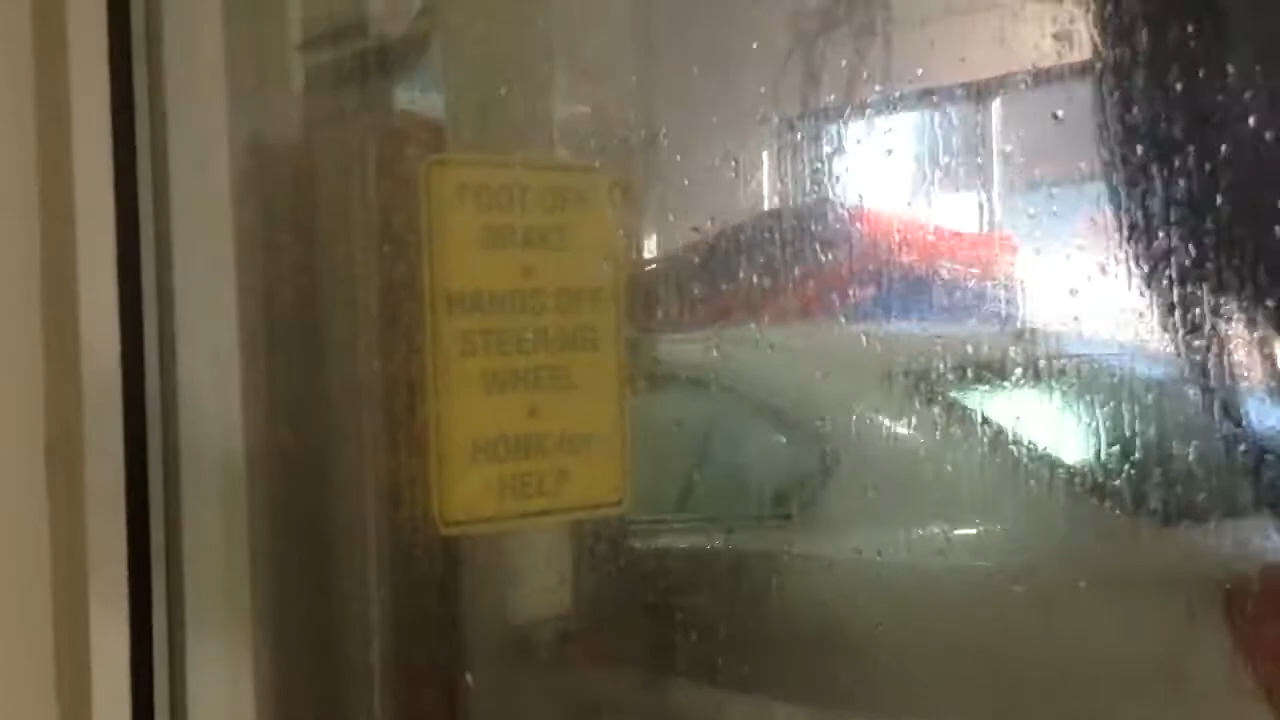 FOOT OFF
BRAKE
•
HANDS OFF
STEERING
WHEEL
•
HONK for
HELP